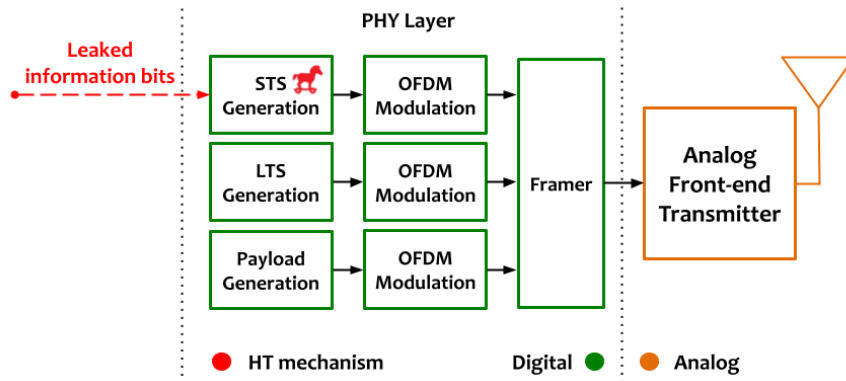 PHY Layer
Leaked
information bits
STS
Generation
OFDM
Modulation
LTS
Generation
OFDM
Modulation
Payload
Generation
OFDM
Modulation
Framer
Analog
Front-end
Transmitter
HT mechanism
Digital
Analog